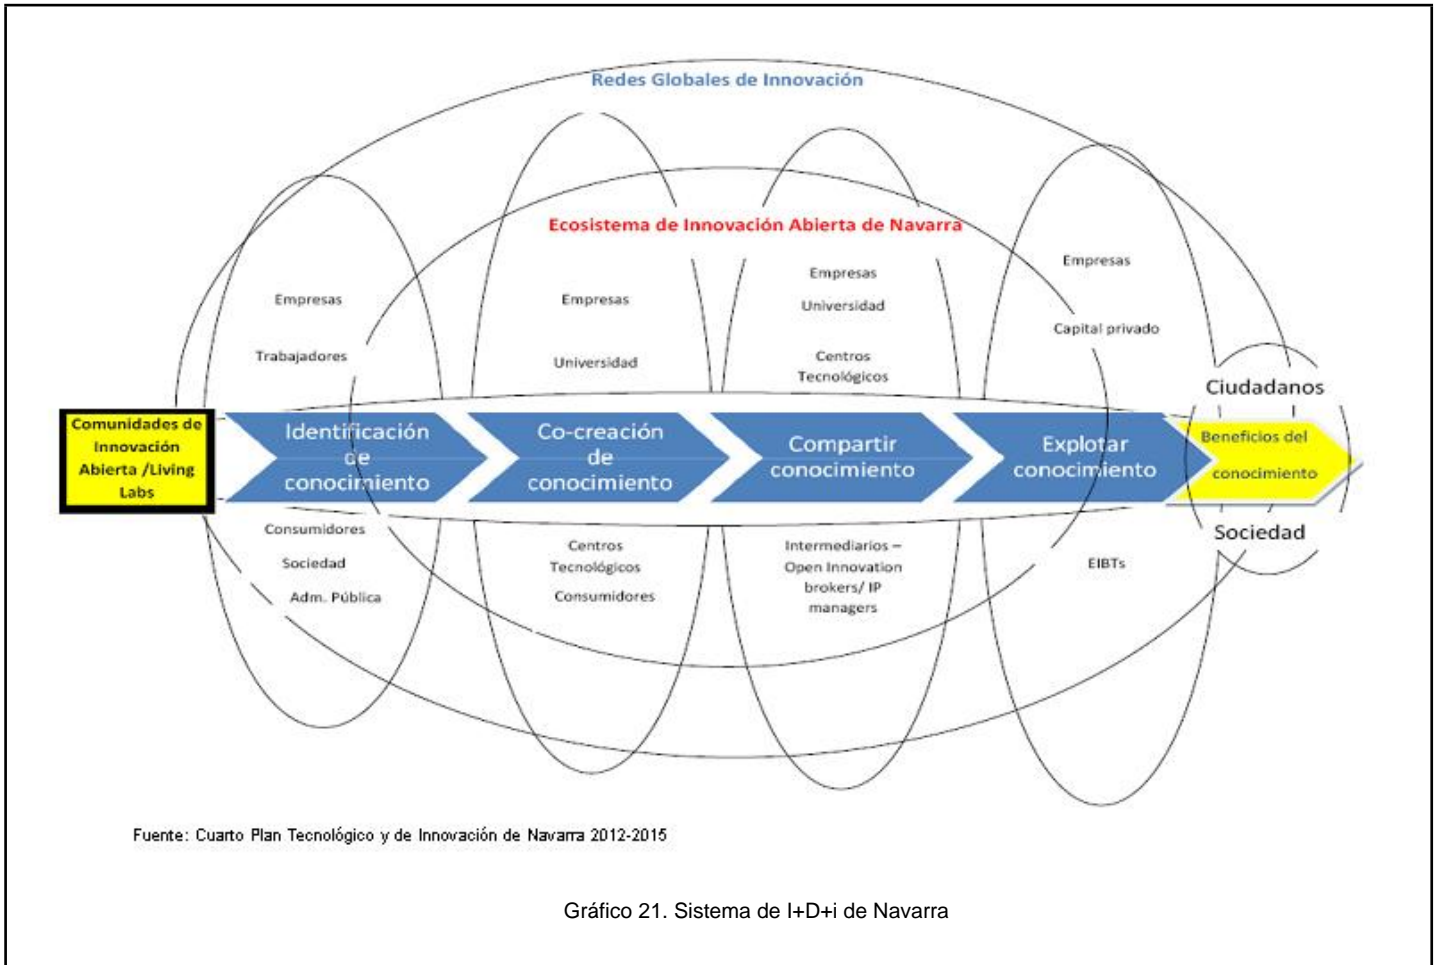 Redes Globales de Innovación
Ecosistema de Innovación Abierta de Navarra
Empresas
Trabajadores
Empresas
Universidad
Empresas
Universidad
Centros
Tecnológicos
Empresas
Capital privado
Ciudadanos
Comunidades de
Innovación
Abierta /Living
Labs
Identificación
de
conocimiento
Co-creación
de
conocimiento
Compartir
conocimiento
Explotar
conocimiento
Beneficios del
conocimiento
Consumidores
Sociedad
Adm. Pública
Centros
Tecnológicos
Consumidores
Intermediarios –
Open Innovation
brokers/ IP
managers
EIBTs
Sociedad
Fuente: Cuarto Plan Tecnológico y de Innovación de Navarra 2012-2015
Gráfico 21. Sistema de I+D+i de Navarra